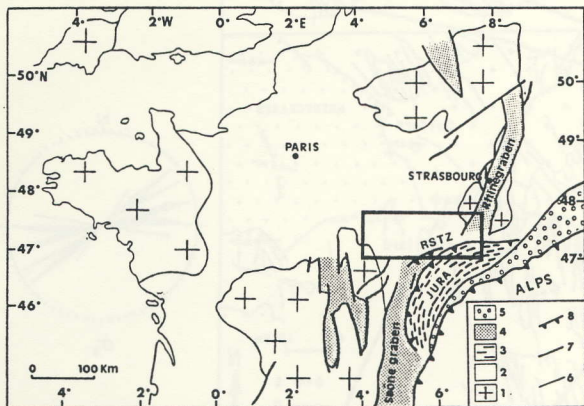 4° 2°W 0° 2°E 4° 6° 8°
50°N 50°
49° PARIS 49°
STRASBOURG
48° Rhinegraben 48°
47° RSTZ 47°
JURA
46° ALPS
Saône graben
5 8
4
3 7
2
1 6
0 100 Km
4° 2° 0° 2° 4° 6° 8°